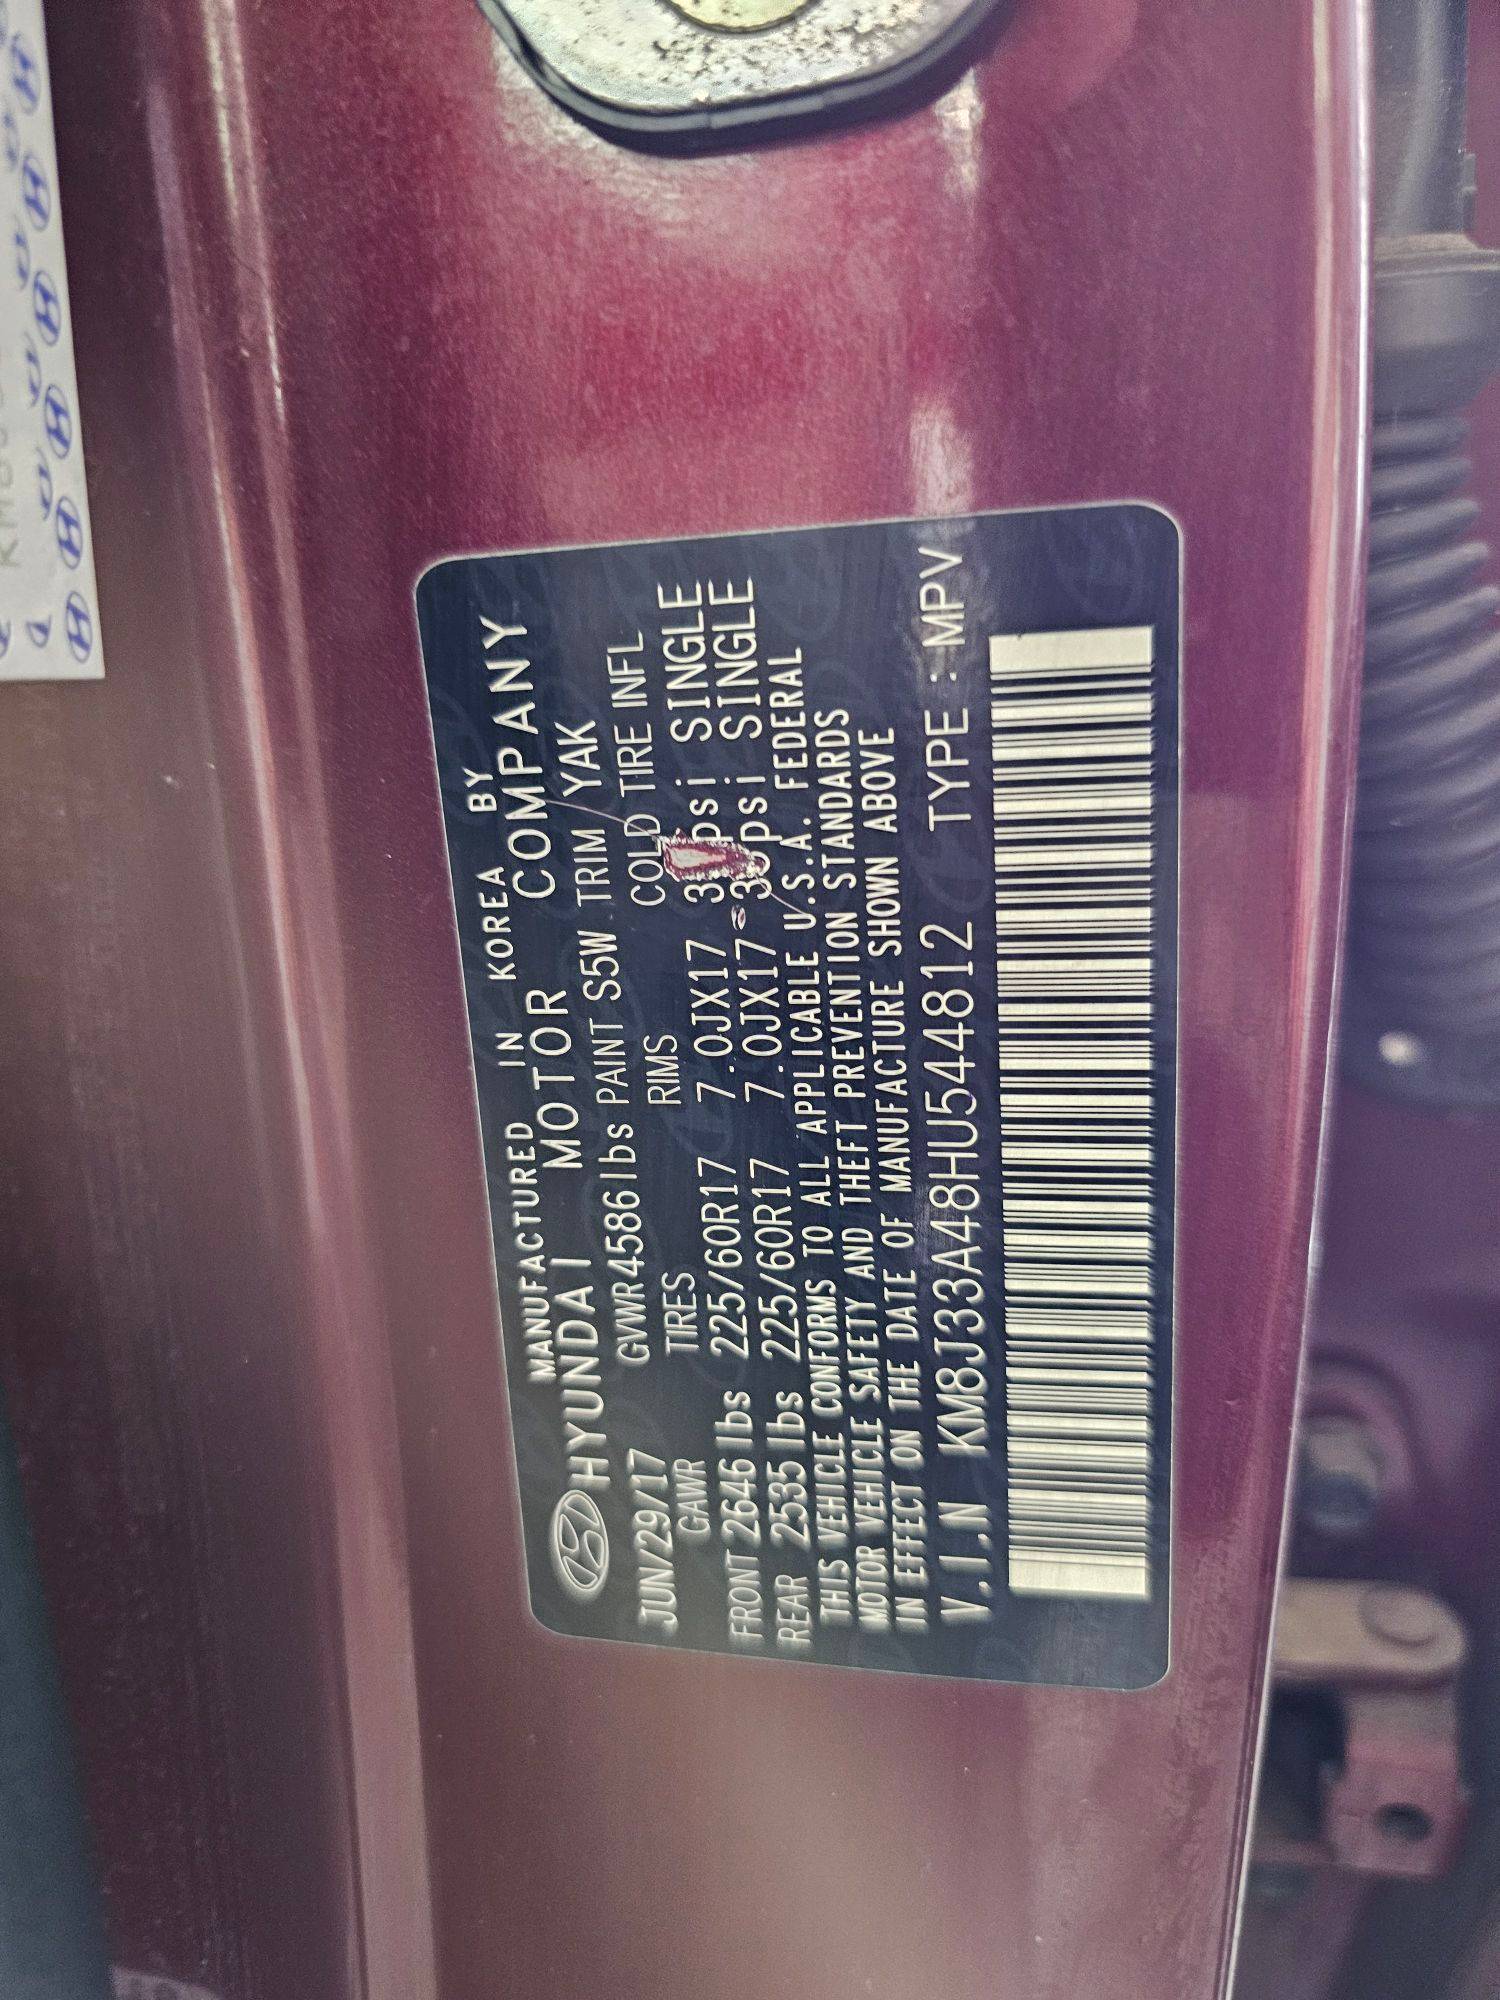 MANUFACTURED IN KOREA BY
HYUNDAI MOTOR COMPANY
JUN/29/17 GVWR 4586 lbs PAINT S5W TRIM YAK
GAWR TIRES RIMS COLD TIRE INFL
FRONT 2646 lbs 225/60R17 7.0JX17 psi SINGLE
REAR 2535 lbs 225/60R17 7.0JX17 psi SINGLE
THIS VEHICLE CONFORMS TO ALL APPLICABLE U.S.A. FEDERAL
MOTOR VEHICLE SAFETY AND THEFT PREVENTION STANDARDS
IN EFFECT ON THE DATE OF MANUFACTURE SHOWN ABOVE
V.I.N KM8J33A48HU544812 TYPE : MPV